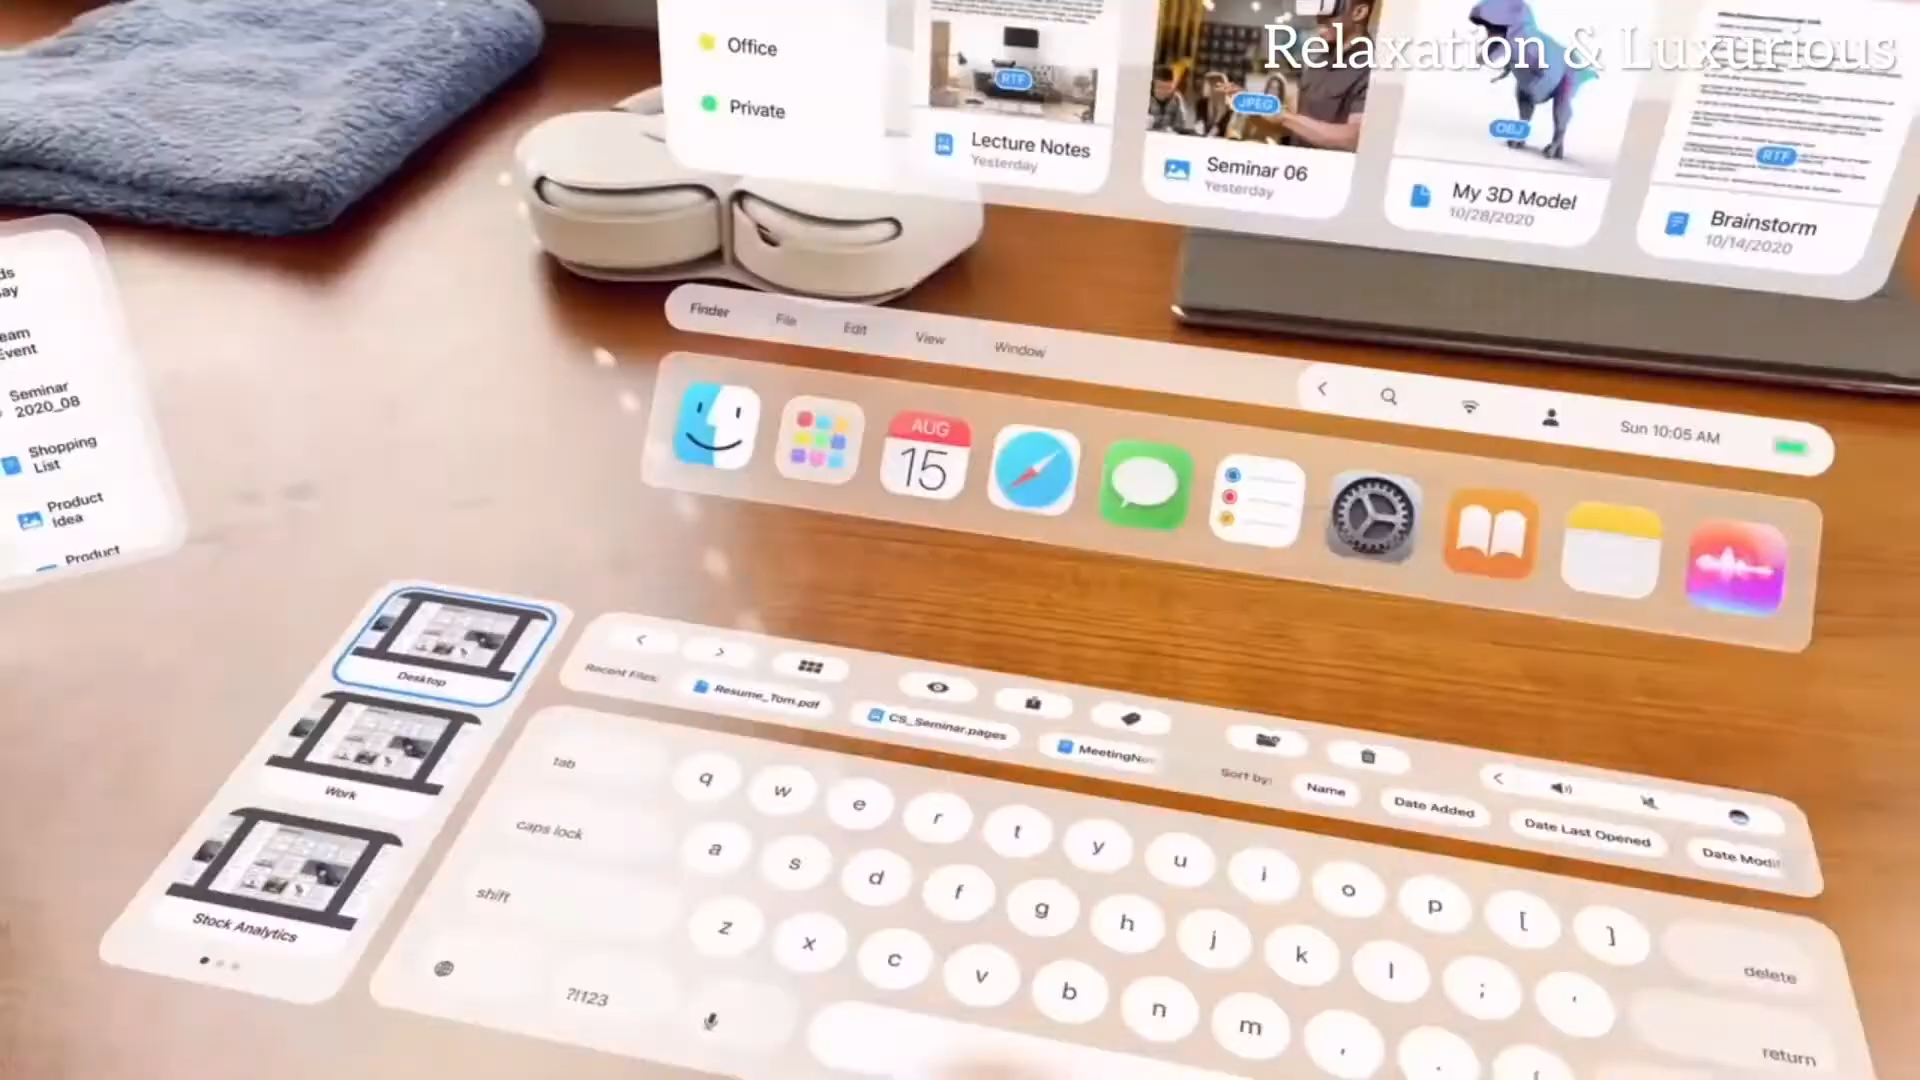 Relaxation & Luxurious
Office
Private
RTF
Lecture Notes
Yesterday
JPEG
Seminar 06
Yesterday
OBJ
My 3D Model
10/28/2020
RTF
Brainstorm
10/14/2020
Event
Seminar
2020_08
Shopping
List
Product
Idea
Product
Finder File Edit View Window
Sun 10:05 AM
AUG
15
Desktop
Work
Stock Analytics
Recent Files: Resume_Tom.pdf CS_Seminar.pages
Sort by: Name Date Added Date Last Opened
tab q w e r t y u i o p [ ] delete
caps lock a s d f g h j k l ; ' return
shift z x c v b n m , .
?!123